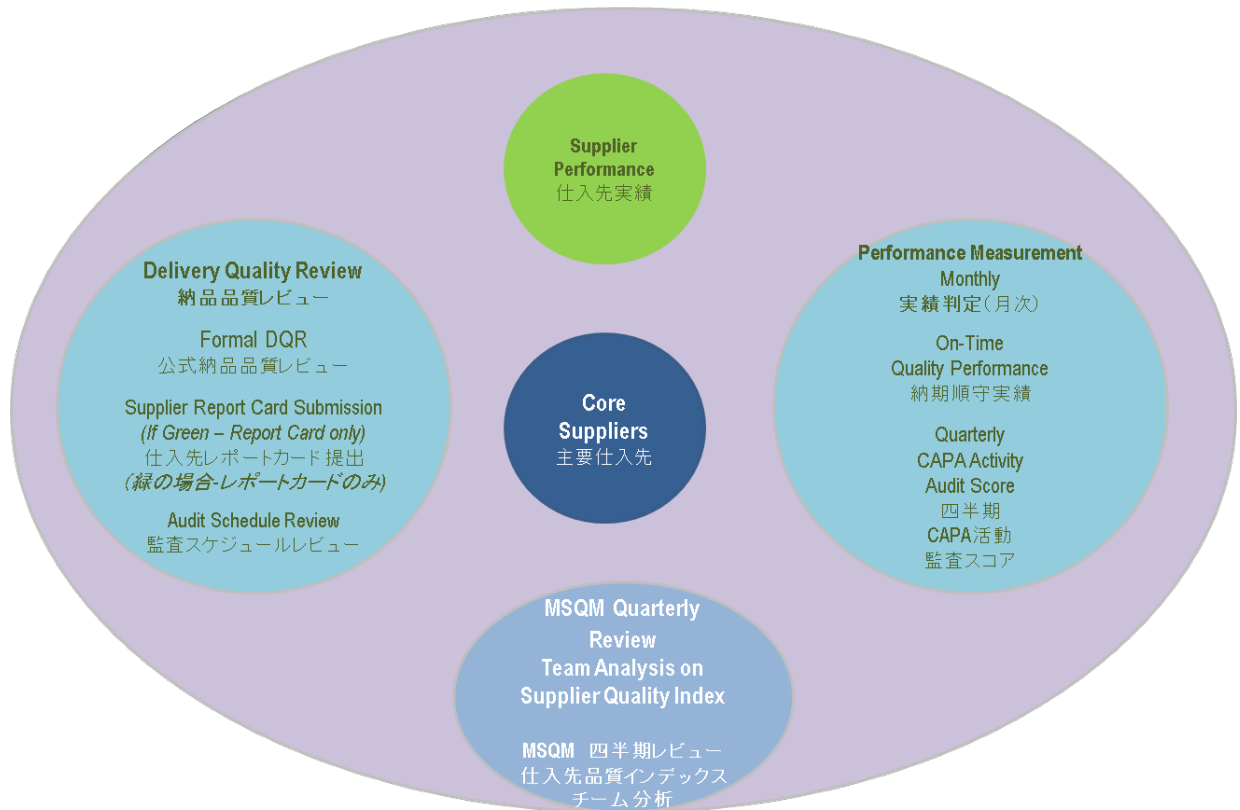 Supplier
Performance
仕入先実績
Delivery Quality Review
納品品質レビュー
Formal DQR
公式納品品質レビュー
Supplier Report Card Submission
(If Green – Report Card only)
仕入先レポートカード提出
(緑の場合-レポートカードのみ)
Audit Schedule Review
監査スケジュールレビュー
Core
Suppliers
主要仕入先
Performance Measurement
Monthly
実績判定(月次)
On-Time
Quality Performance
納期順守実績
Quarterly
CAPA Activity
Audit Score
四半期
CAPA活動
監査スコア
MSQM Quarterly
Review
Team Analysis on
Supplier Quality Index
MSQM 四半期レビュー
仕入先品質インデックス
チーム分析